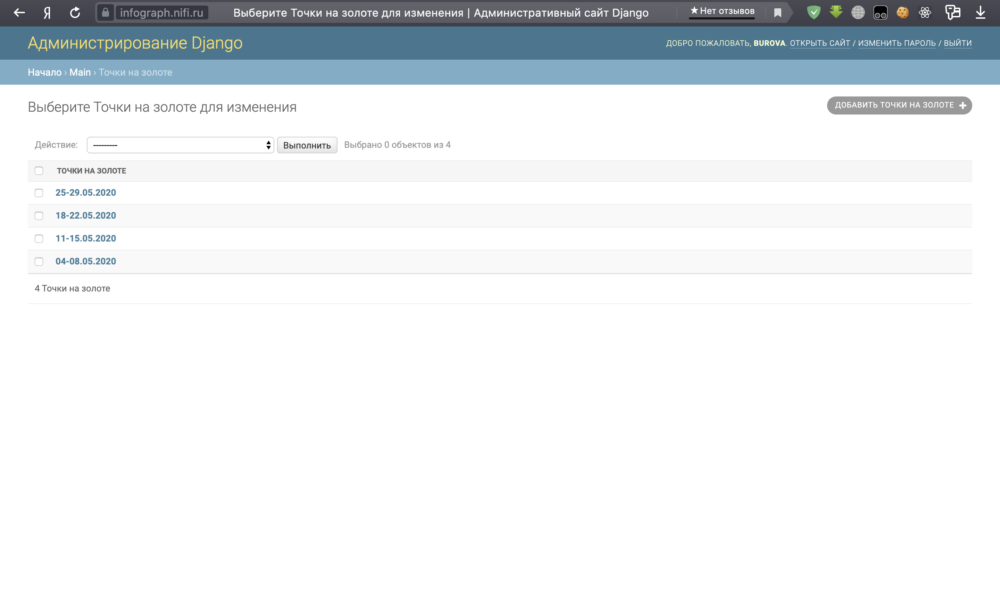 Я infograph.nifi.ru Выберите Точки на золоте для изменения | Административный сайт Django ★ Нет отзывов
Администрирование Django
ДОБРО ПОЖАЛОВАТЬ, BUROVA. ОТКРЫТЬ САЙТ / ИЗМЕНИТЬ ПАРОЛЬ / ВЫЙТИ
Начало › Main › Точки на золоте
Выберите Точки на золоте для изменения
ДОБАВИТЬ ТОЧКИ НА ЗОЛОТЕ +
Действие: --------- Выполнить Выбрано 0 объектов из 4
ТОЧКИ НА ЗОЛОТЕ
25-29.05.2020
18-22.05.2020
11-15.05.2020
04-08.05.2020
4 Точки на золоте